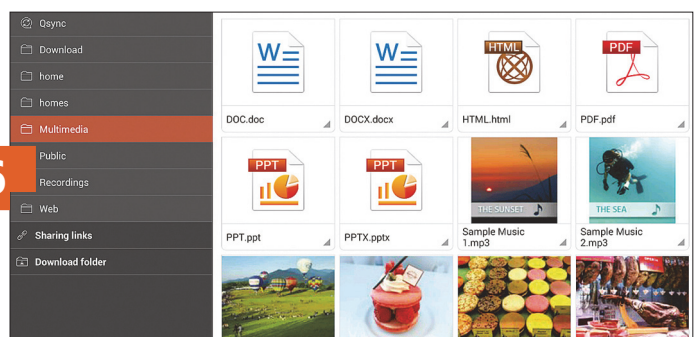 Qsync
Download
home
homes
Multimedia
Public
Recordings
Web
Sharing links
Download folder
6
W
W
HTML
PDF
DOC.doc
DOCX.docx
HTML.html
PDF.pdf
PPT
PPT
THE SUNSET
THE SEA
PPT.ppt
PPTX.pptx
Sample Music
1.mp3
Sample Music
2.mp3